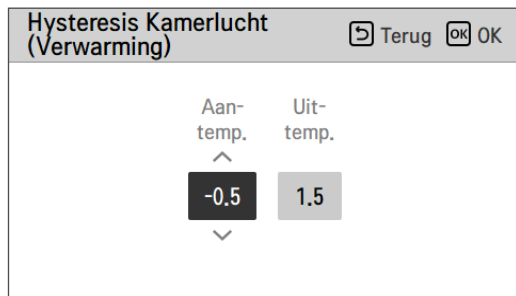 Hysteresis Kamerlucht
(Verwarming)
Terug OK OK
Aan-
temp.
Uit-
temp.
-0.5
1.5